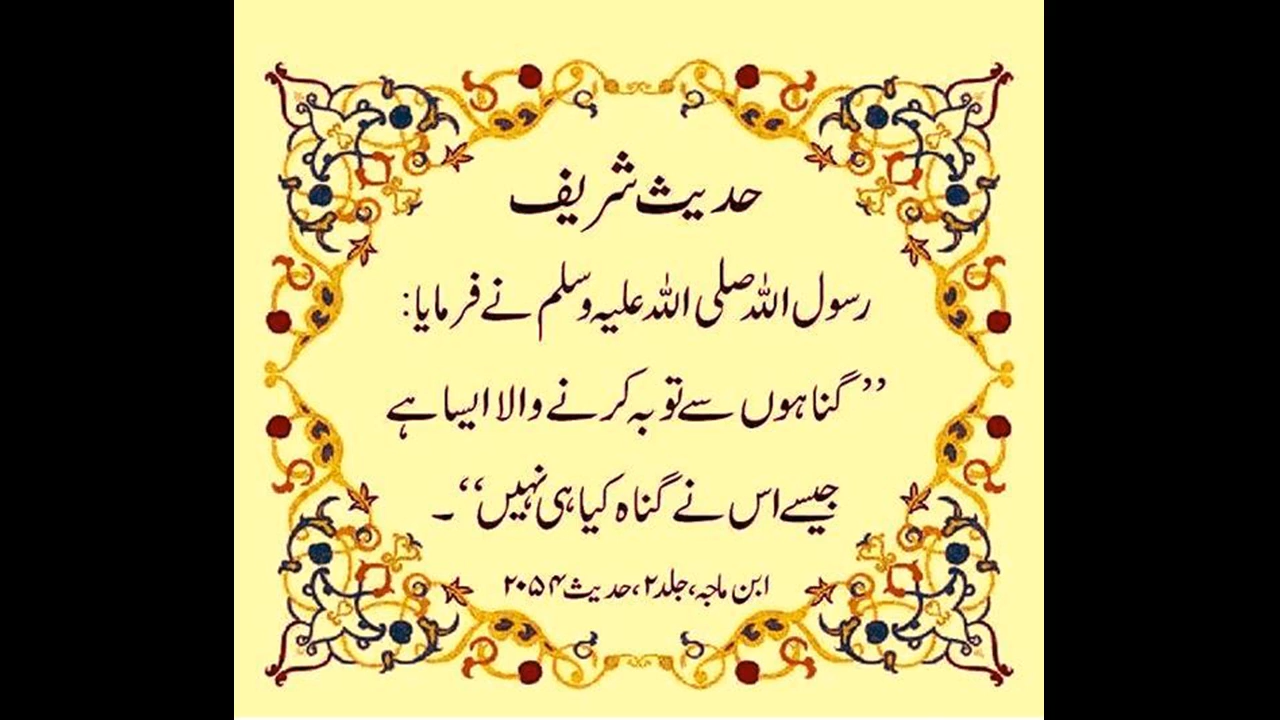 حدیث شریف
رسول اللہ صلی اللہ علیہ وسلم نے فرمایا:
’’گناہوں سے توبہ کرنے والا ایسا ہے
جیسے اس نے گناہ کیا ہی نہیں‘‘۔
ابن ماجہ، جلد ۲، حدیث ۲۰۵۴